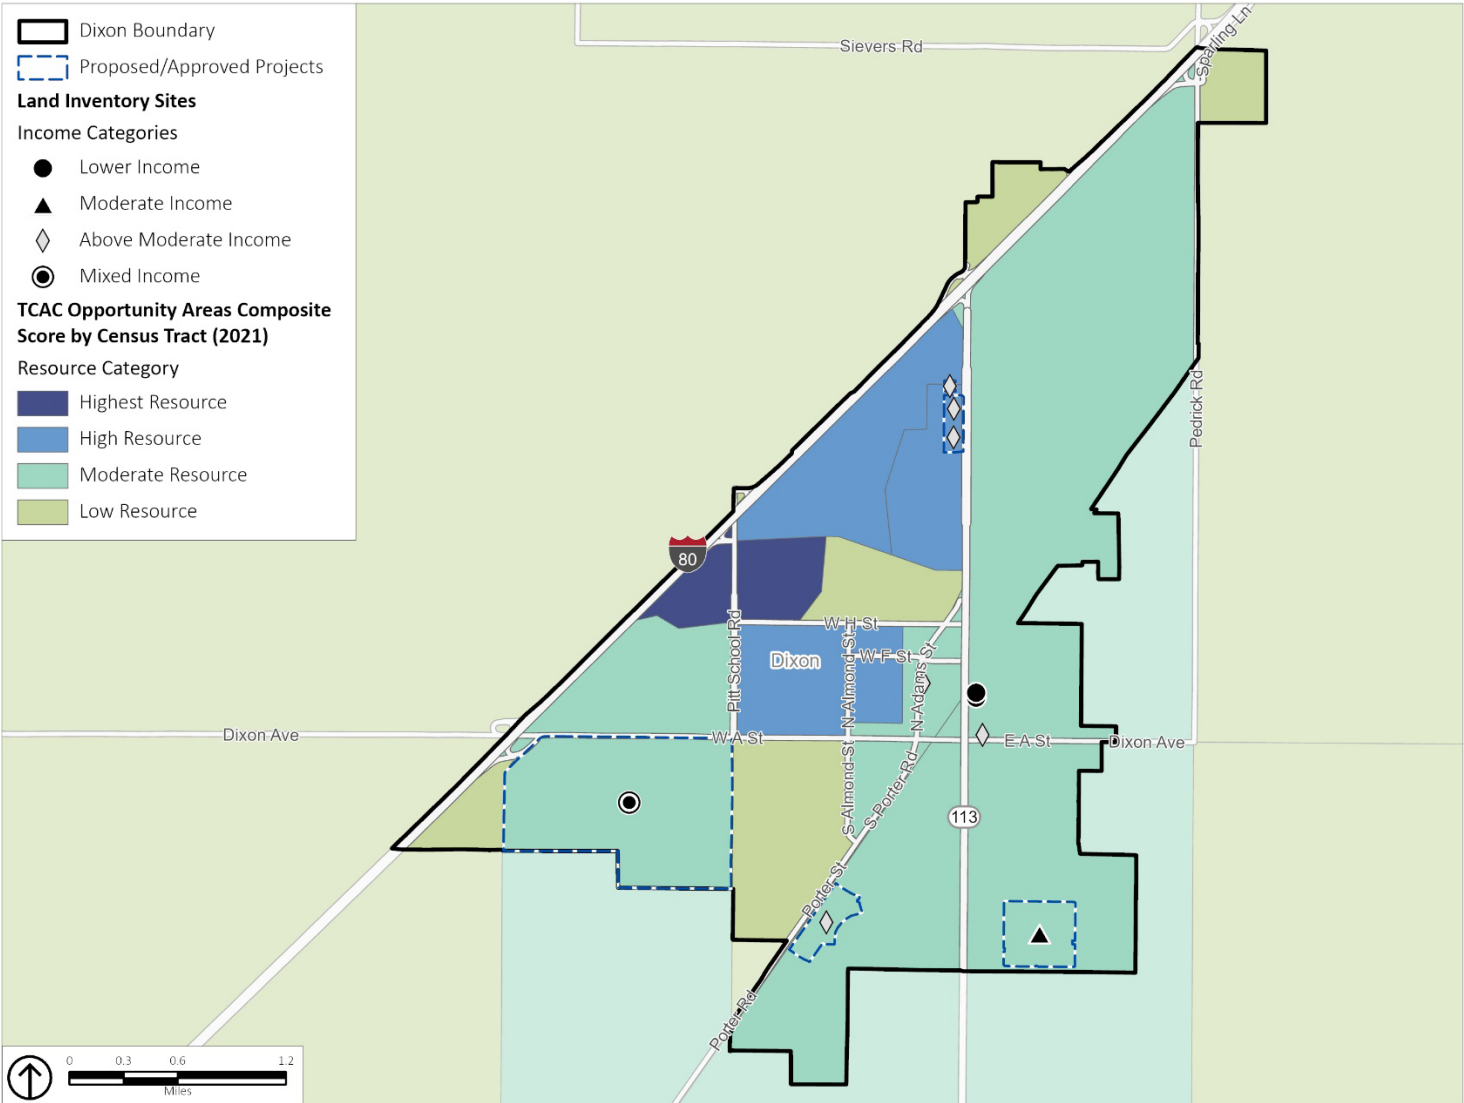 Dixon Boundary
Proposed/Approved Projects
Land Inventory Sites
Income Categories
Lower Income
Moderate Income
Above Moderate Income
Mixed Income
TCAC Opportunity Areas Composite
Score by Census Tract (2021)
Resource Category
Highest Resource
High Resource
Moderate Resource
Low Resource
Sievers Rd
Sparling Ln
Pedrick Rd
80
Pitt School Rd
W H St
Dixon
W F St
N Almond St
N Adams St
Dixon Ave
W A St
E A St
Dixon Ave
S Almond St
S Porter Rd
113
Porter St
Porter Rd
0 0.3 0.6 1.2
Miles